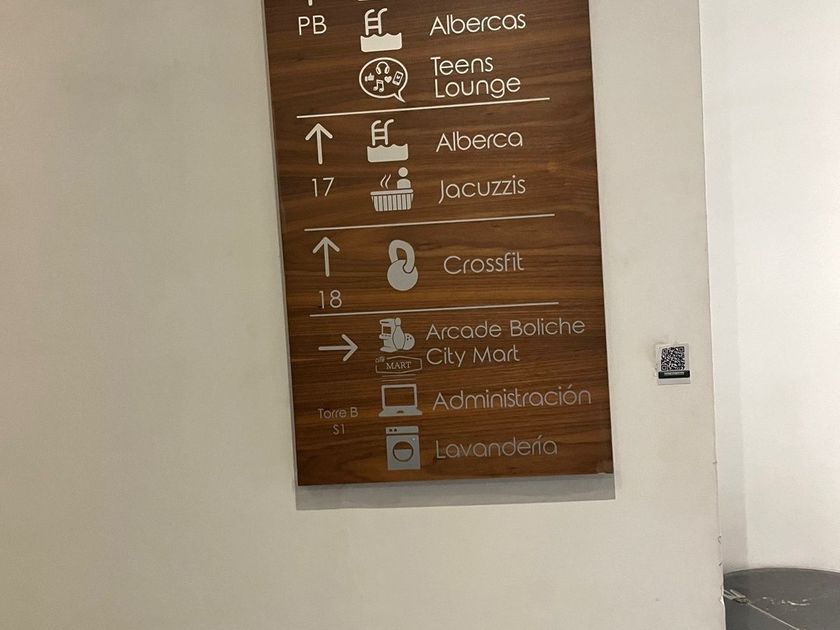 PB
Albercas
Teens
Lounge
17
Alberca
Jacuzzis
18
Crossfit
Arcade Boliche
City Mart
MART
Administración
Torre B
S1
Lavandería